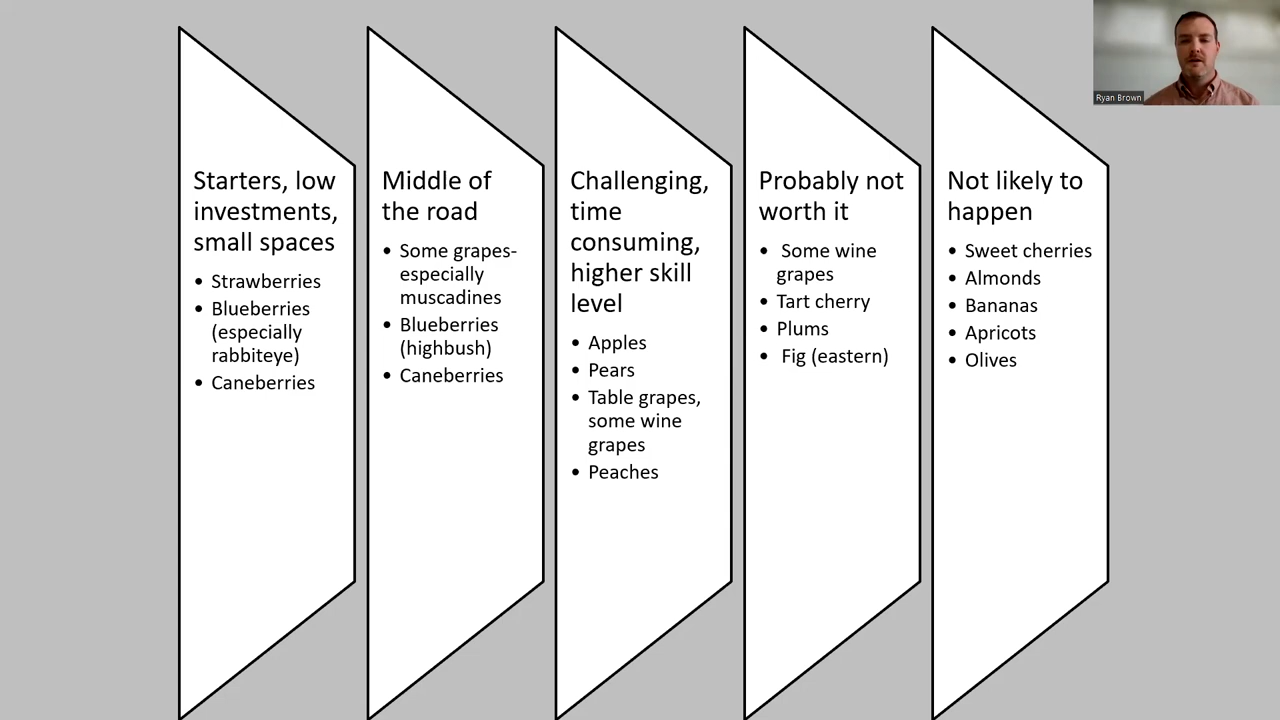 Starters, low
investments,
small spaces
• Strawberries
• Blueberries
(especially
rabbiteye)
• Caneberries
Middle of
the road
• Some grapes-
especially
muscadines
• Blueberries
(highbush)
• Caneberries
Challenging,
time
consuming,
higher skill
level
• Apples
• Pears
• Table grapes,
some wine
grapes
• Peaches
Probably not
worth it
• Some wine
grapes
• Tart cherry
• Plums
• Fig (eastern)
Not likely to
happen
• Sweet cherries
• Almonds
• Bananas
• Apricots
• Olives
Ryan Brown